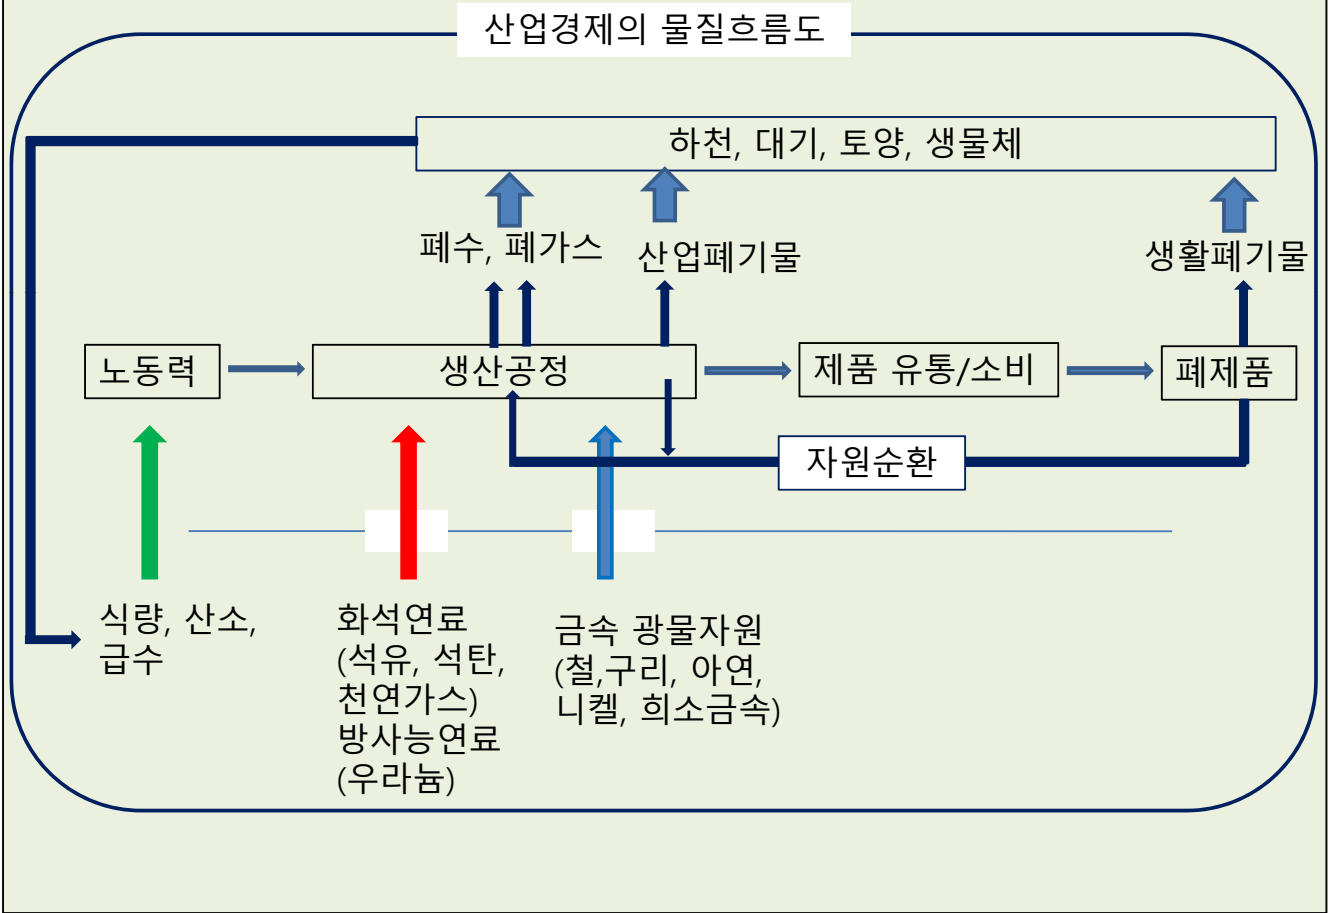 산업경제의 물질흐름도
하천, 대기, 토양, 생물체
폐수, 폐가스
산업폐기물
생활폐기물
노동력
생산공정
제품 유통/소비
폐제품
자원순환
식량, 산소,
급수
화석연료
(석유, 석탄,
천연가스)
방사능연료
(우라늄)
금속 광물자원
(철,구리, 아연,
니켈, 희소금속)